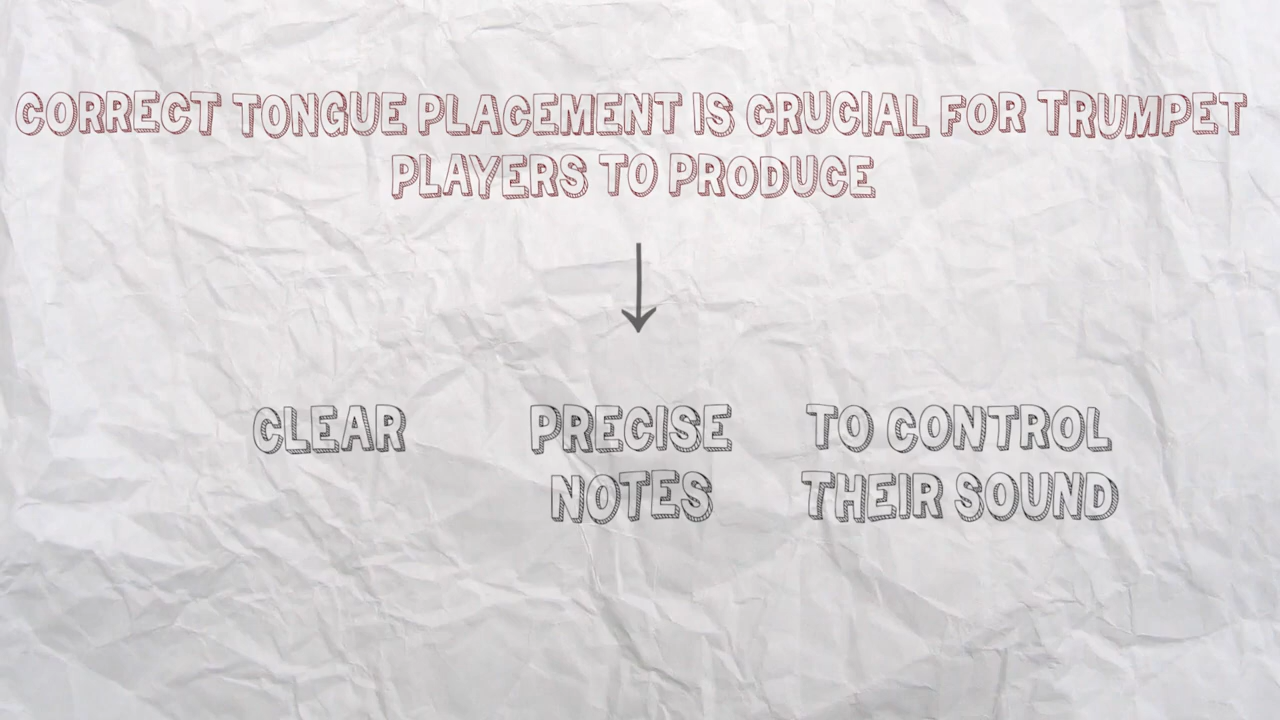 CORRECT TONGUE PLACEMENT IS CRUCIAL FOR TRUMPET
PLAYERS TO PRODUCE
CLEAR
PRECISE
NOTES
TO CONTROL
THEIR SOUND